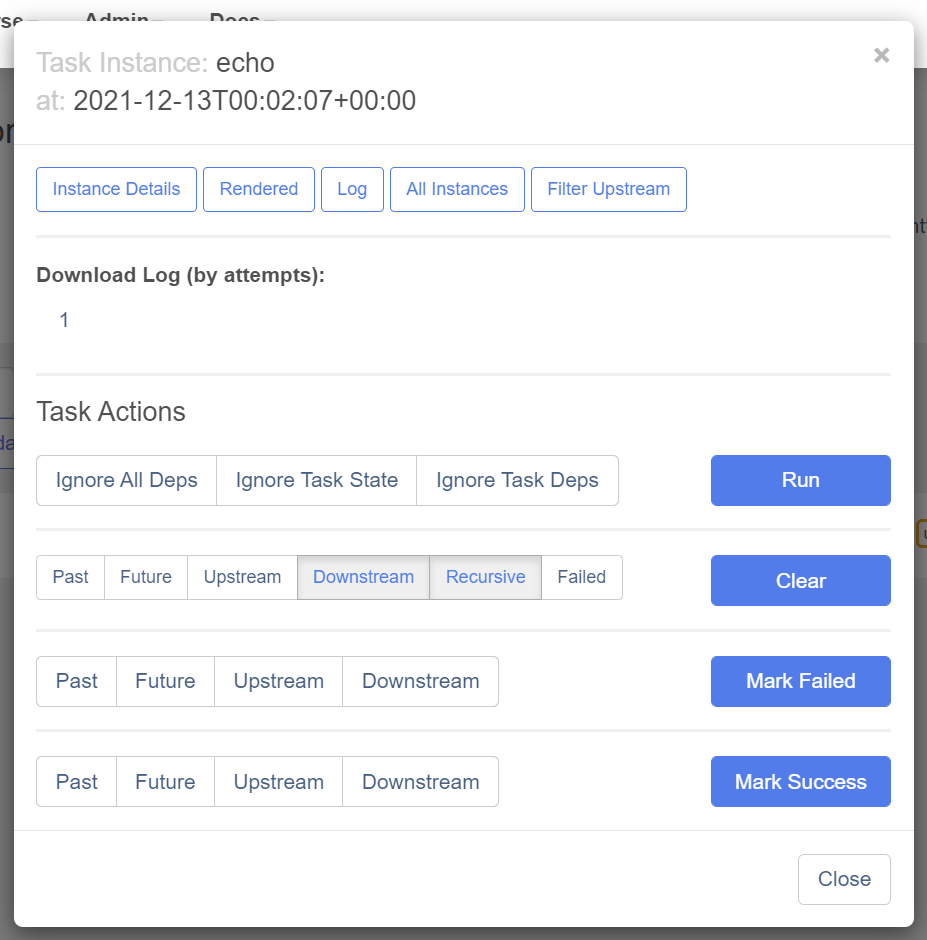 Admin
Docs
Task Instance: echo
×
at: 2021-12-13T00:02:07+00:00
Instance Details Rendered Log All Instances Filter Upstream
Download Log (by attempts):
1
Task Actions
Ignore All Deps Ignore Task State Ignore Task Deps Run
Past Future Upstream Downstream Recursive Failed Clear
Past Future Upstream Downstream Mark Failed
Past Future Upstream Downstream Mark Success
Close